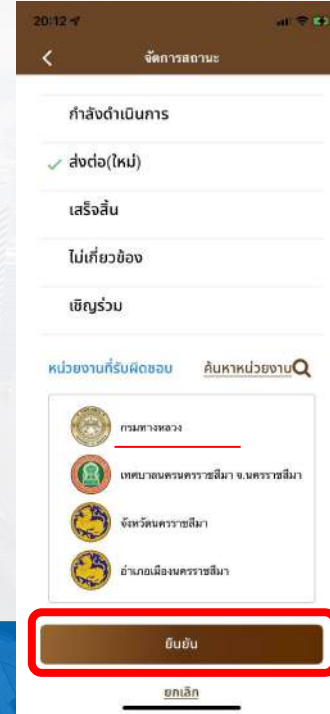 20:12
จัดการสถานะ
กำลังดำเนินการ
ส่งต่อ(ใหม่)
เสร็จสิ้น
ไม่เกี่ยวข้อง
เชิญร่วม
หน่วยงานที่รับผิดชอบ ค้นหาหน่วยงาน
กรมทางหลวง
เทศบาลนครนครราชสีมา จ.นครราชสีมา
จังหวัดนครราชสีมา
อำเภอเมืองนครราชสีมา
ยืนยัน
ยกเลิก